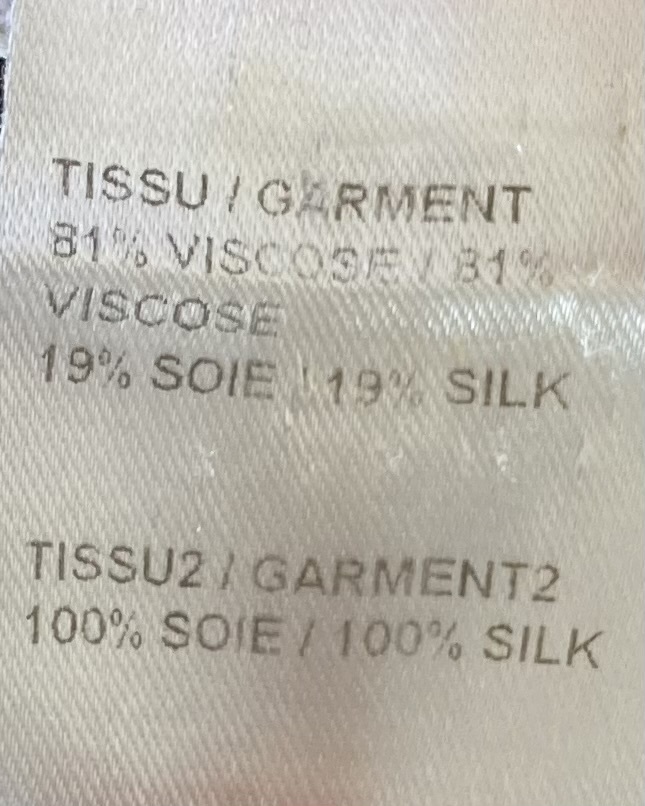 TISSU / GARMENT
81% VISCOSE / 81%
VISCOSE
19% SOIE / 19% SILK
TISSU2 / GARMENT2
100% SOIE / 100% SILK